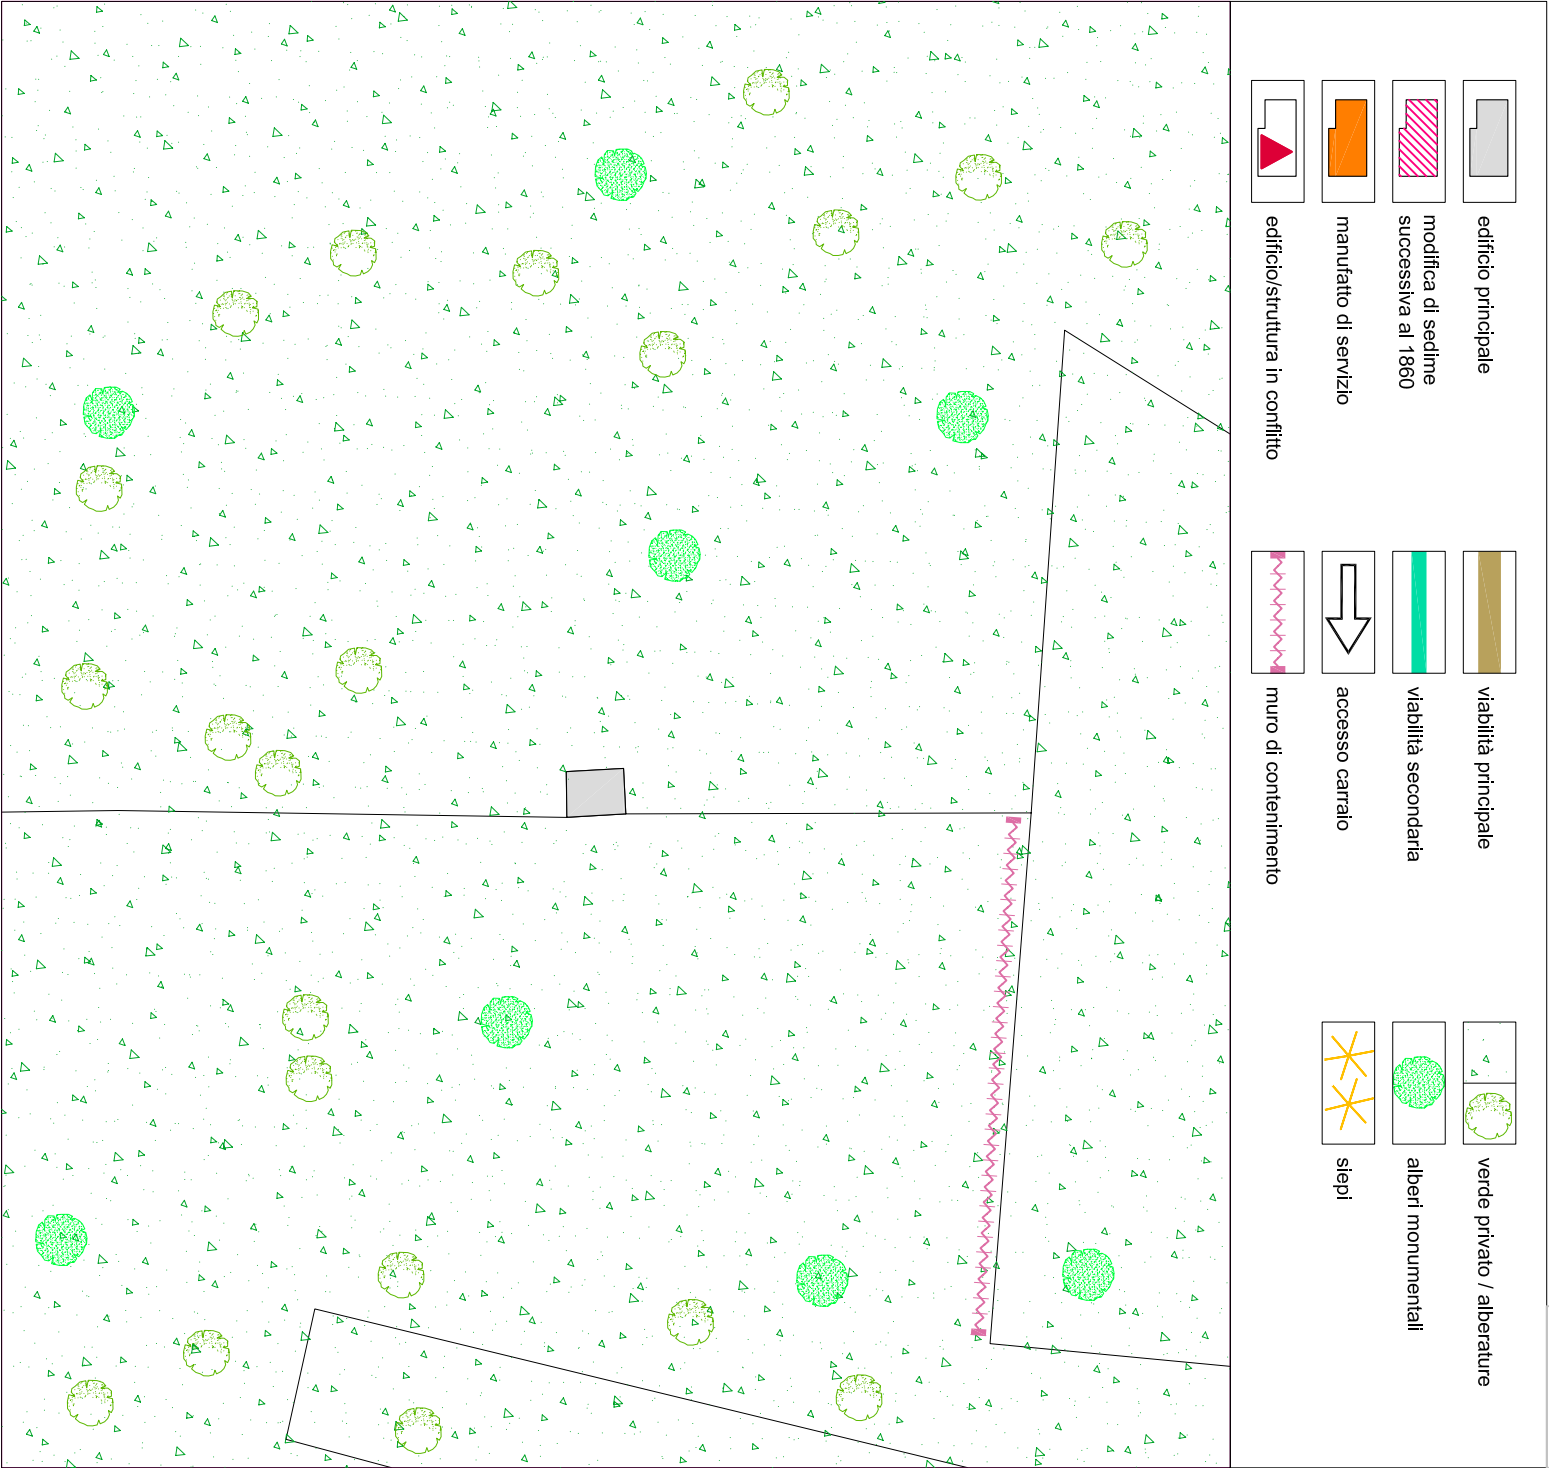 edificio principale
modifica di sedime
successiva al 1860
manufatto di servizio
edificio/struttura in conflitto
viabilità principale
viabilità secondaria
accesso carraio
muro di contenimento
verde privato / alberature
alberi monumentali
siepi